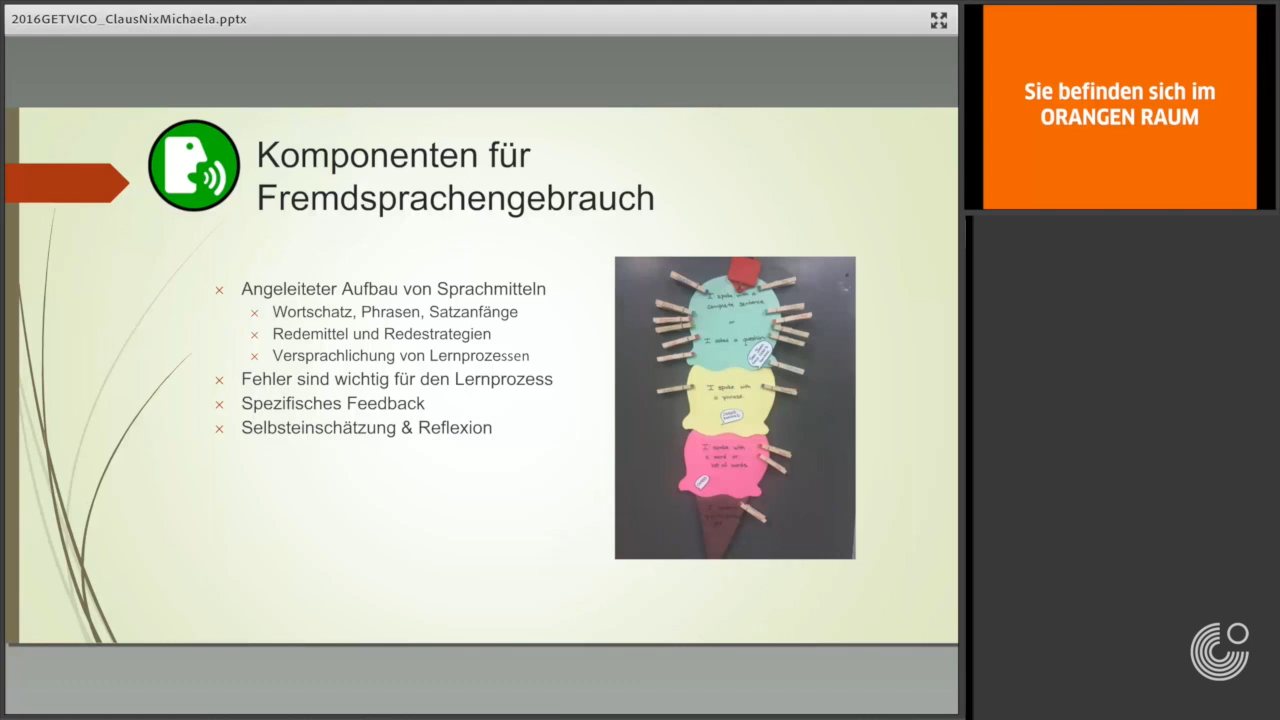 2016GETVICO_ClausNixMichaela.pptx
Sie befinden sich im
ORANGEN RAUM
Komponenten für
Fremdsprachengebrauch
Angeleiteter Aufbau von Sprachmitteln
Wortschatz, Phrasen, Satzanfänge
Redemittel und Redestrategien
Versprachlichung von Lernprozessen
Fehler sind wichtig für den Lernprozess
Spezifisches Feedback
Selbsteinschätzung & Reflexion
I spoke with a
complete sentence
or
I asked a question
I spoke with
a phrase.
I spoke with
a word or
list of words